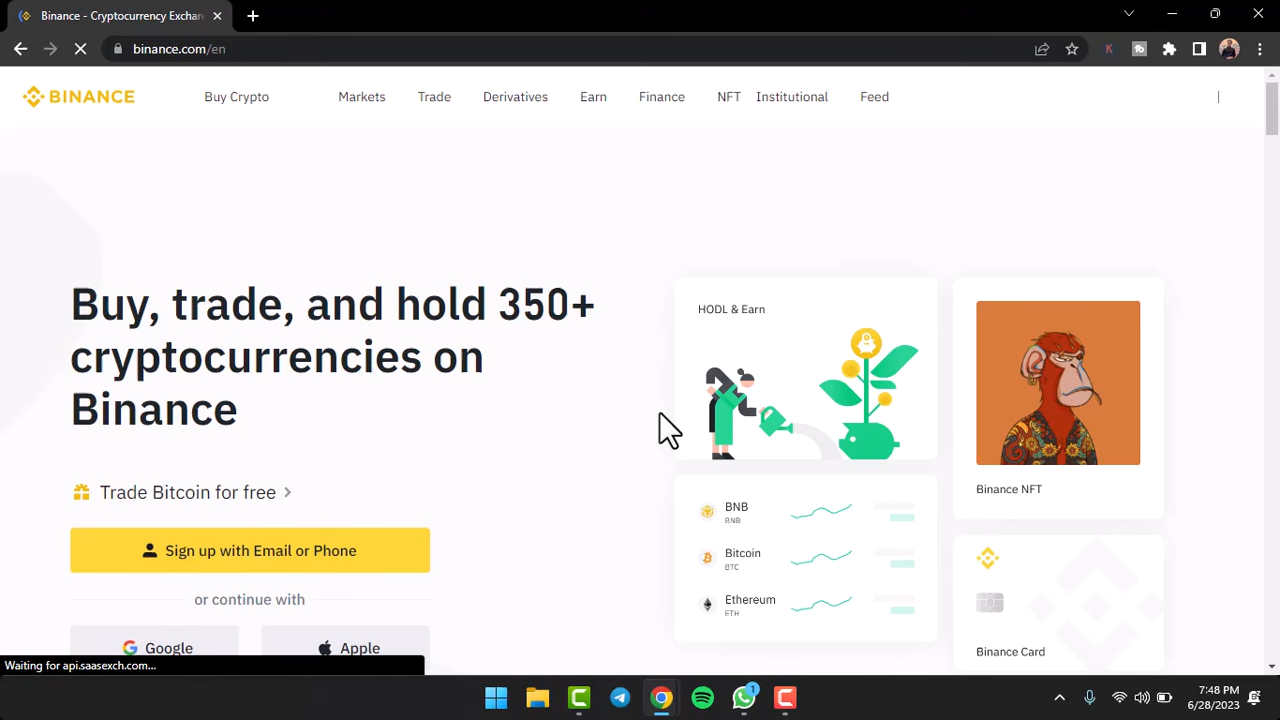 Binance - Cryptocurrency Exchan
binance.com/en
BINANCE
Buy Crypto
Markets
Trade
Derivatives
Earn
Finance
NFT
Institutional
Feed
Buy, trade, and hold 350+
cryptocurrencies on
Binance
Trade Bitcoin for free
Sign up with Email or Phone
or continue with
Google
Apple
HODL & Earn
BNB
BNB
Bitcoin
BTC
Ethereum
ETH
Binance NFT
Binance Card
Waiting for api.saasexch.com...
1
7:48 PM
6/28/2023